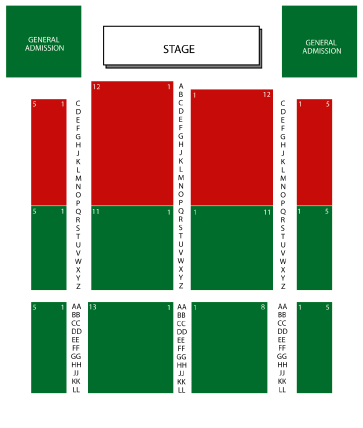 GENERAL
ADMISSION
STAGE
GENERAL
ADMISSION
5 1
C
D
E
F
G
H
J
K
L
M
N
O
P
Q
R
S
T
U
V
W
X
Y
Z
12 1
A
B
C
D
E
F
G
H
J
K
L
M
N
O
P
Q
R
S
T
U
V
W
X
Y
Z
1 12
C
D
E
F
G
H
J
K
L
M
N
O
P
Q
R
S
T
U
V
W
X
Y
Z
1 5
5 1
11 1
1 11
1 5
5 1
AA
BB
CC
DD
EE
FF
GG
HH
JJ
KK
LL
13 1
AA
BB
CC
DD
EE
FF
GG
HH
JJ
KK
LL
1 8
AA
BB
CC
DD
EE
FF
GG
HH
JJ
KK
LL
1 5